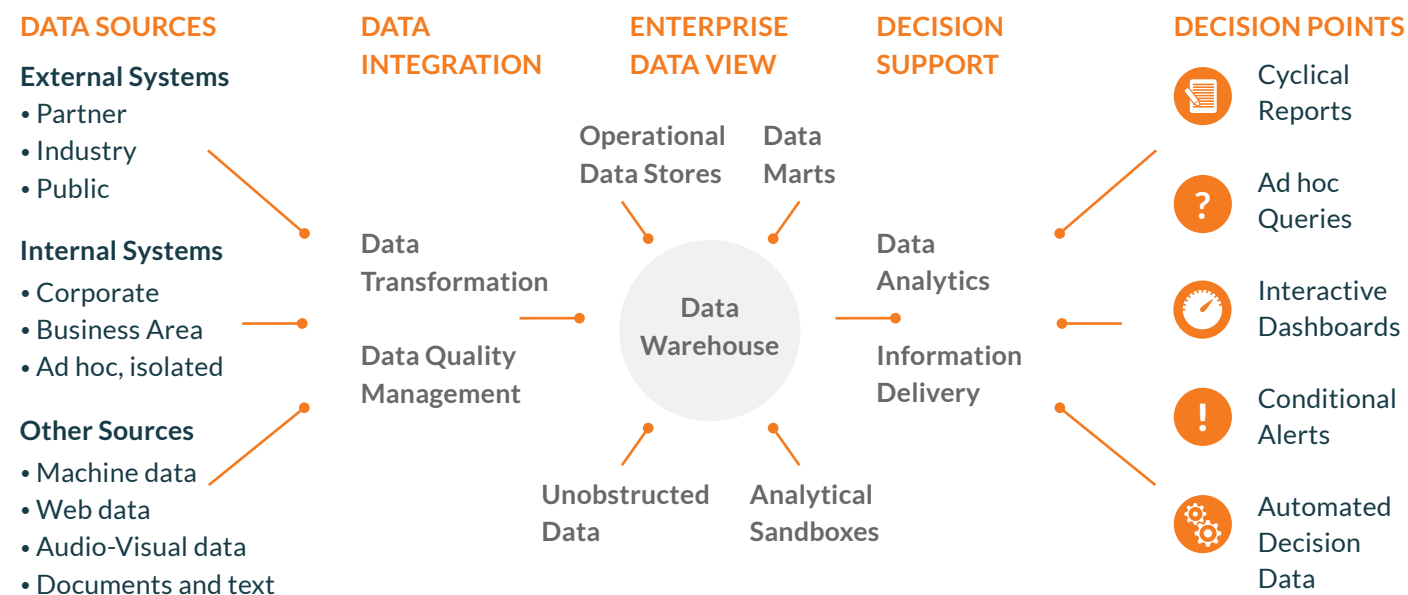 DATA SOURCES
External Systems
• Partner
• Industry
• Public
Internal Systems
• Corporate
• Business Area
• Ad hoc, isolated
Other Sources
• Machine data
• Web data
• Audio-Visual data
• Documents and text
DATA
INTEGRATION
Data
Transformation
Data Quality
Management
ENTERPRISE
DATA VIEW
Operational
Data Stores
Data
Marts
Data
Warehouse
Unobstructed
Data
Analytical
Sandboxes
DECISION
SUPPORT
Data
Analytics
Information
Delivery
DECISION POINTS
Cyclical
Reports
?
Ad hoc
Queries
Interactive
Dashboards
!
Conditional
Alerts
Automated
Decision
Data